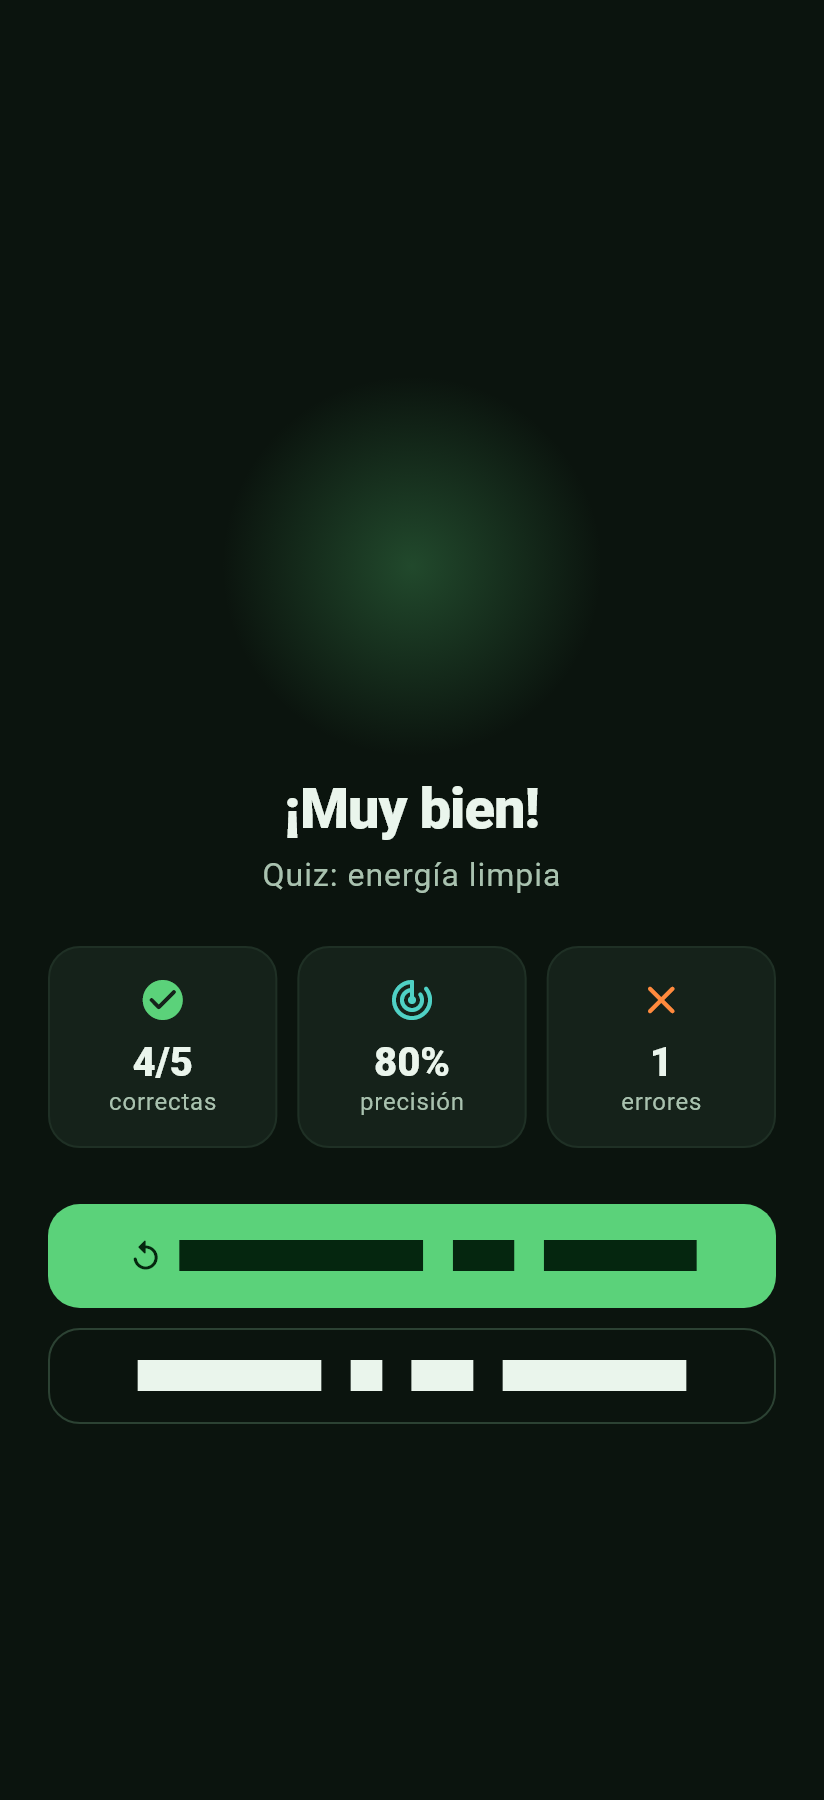 ¡Muy bien!
Quiz: energía limpia
4/5
correctas
80%
precisión
1
errores